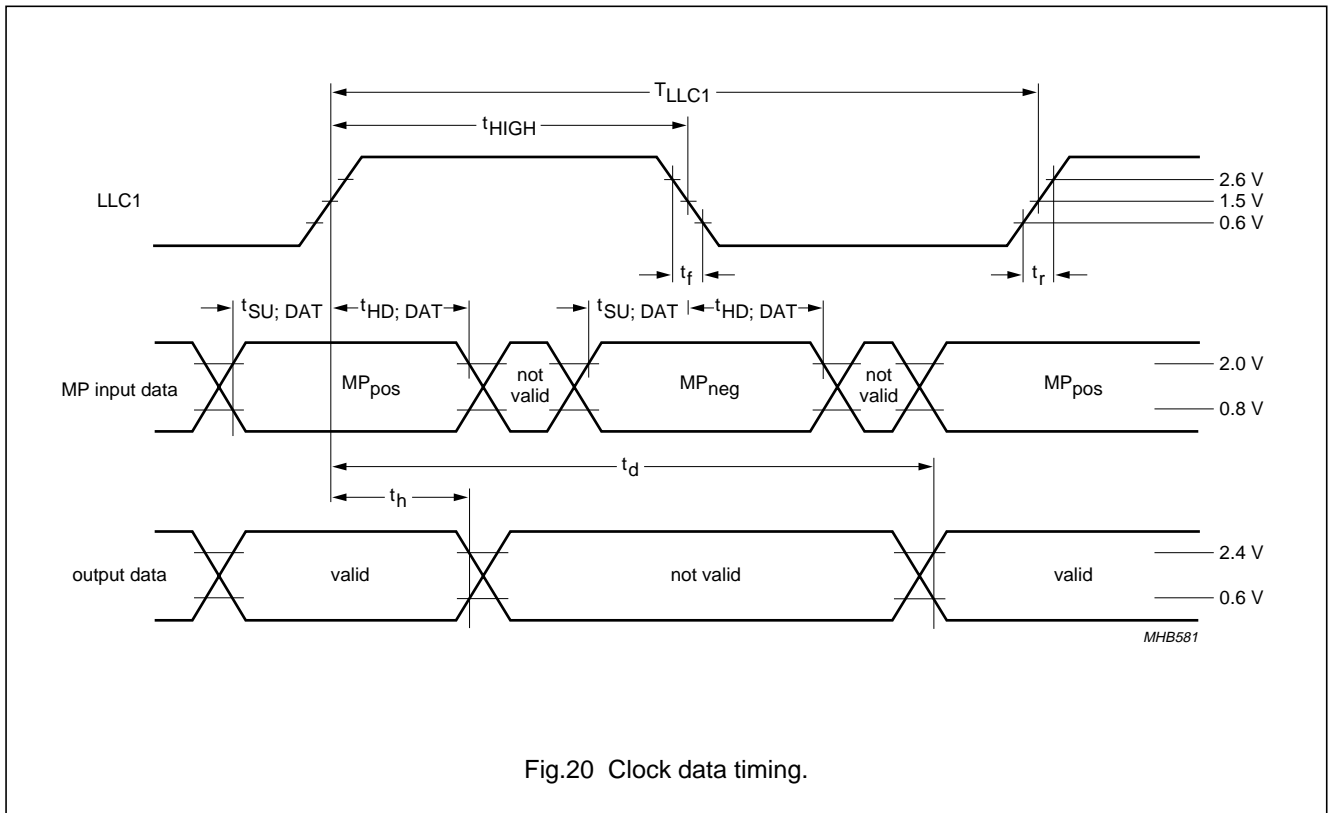 TLLC1
tHIGH
LLC1
2.6 V
1.5 V
0.6 V
tf
tr
tSU; DAT
tHD; DAT
tSU; DAT
tHD; DAT
MP input data
MPpos
not valid
MPneg
not valid
MPpos
2.0 V
0.8 V
td
th
output data
valid
not valid
valid
2.4 V
0.6 V
MHB581
Fig.20 Clock data timing.